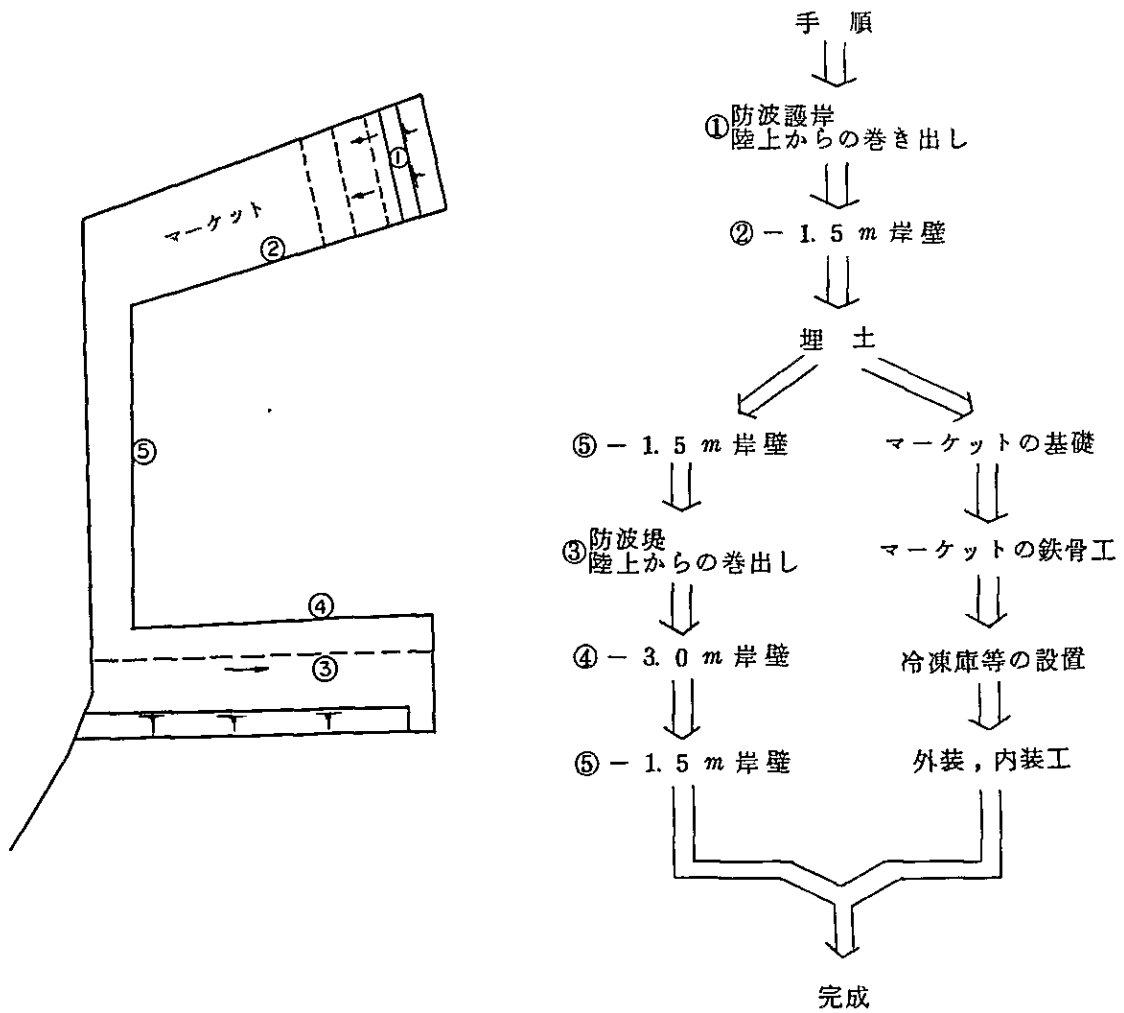 ①
マーケット
②
⑤
④
③
手 順
①防波護岸
陸上からの巻き出し
②－1.5 m 岸壁
埋 土
⑤－1.5 m 岸壁
マーケットの基礎
③防波堤
陸上からの巻出し
マーケットの鉄骨工
④－3.0 m 岸壁
冷凍庫等の設置
⑤－1.5 m 岸壁
外装，内装工
完成